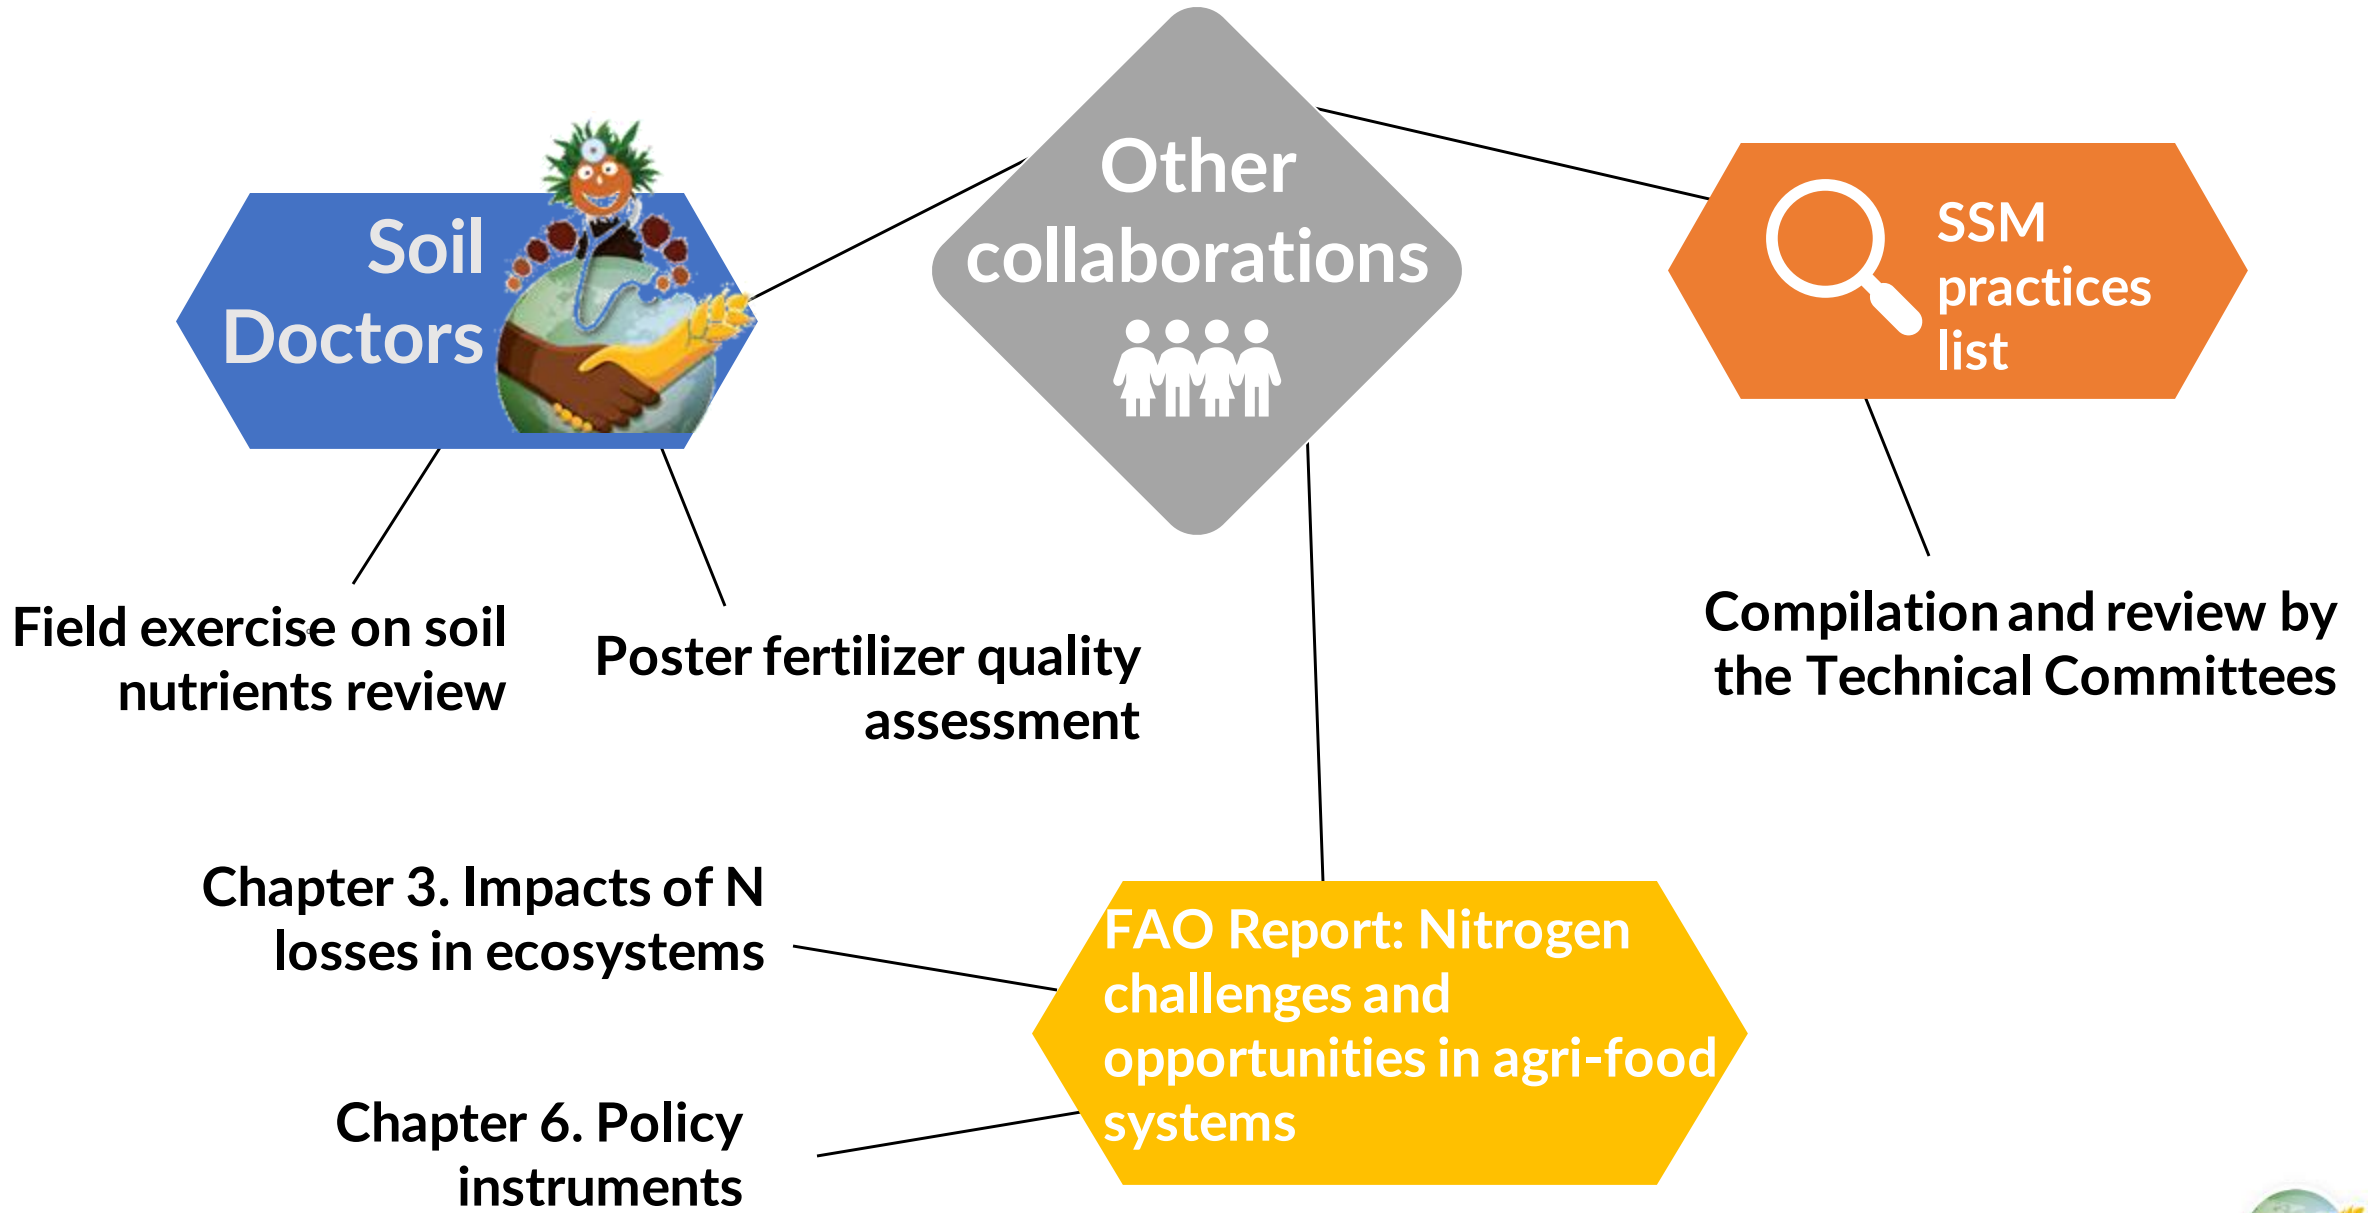 Other
collaborations
Soil
Doctors
SSM
practices
list
Field exercise on soil
nutrients review
Poster fertilizer quality
assessment
Compilation and review by
the Technical Committees
Chapter 3. Impacts of N
losses in ecosystems
Chapter 6. Policy
instruments
FAO Report: Nitrogen
challenges and
opportunities in agri-food
systems